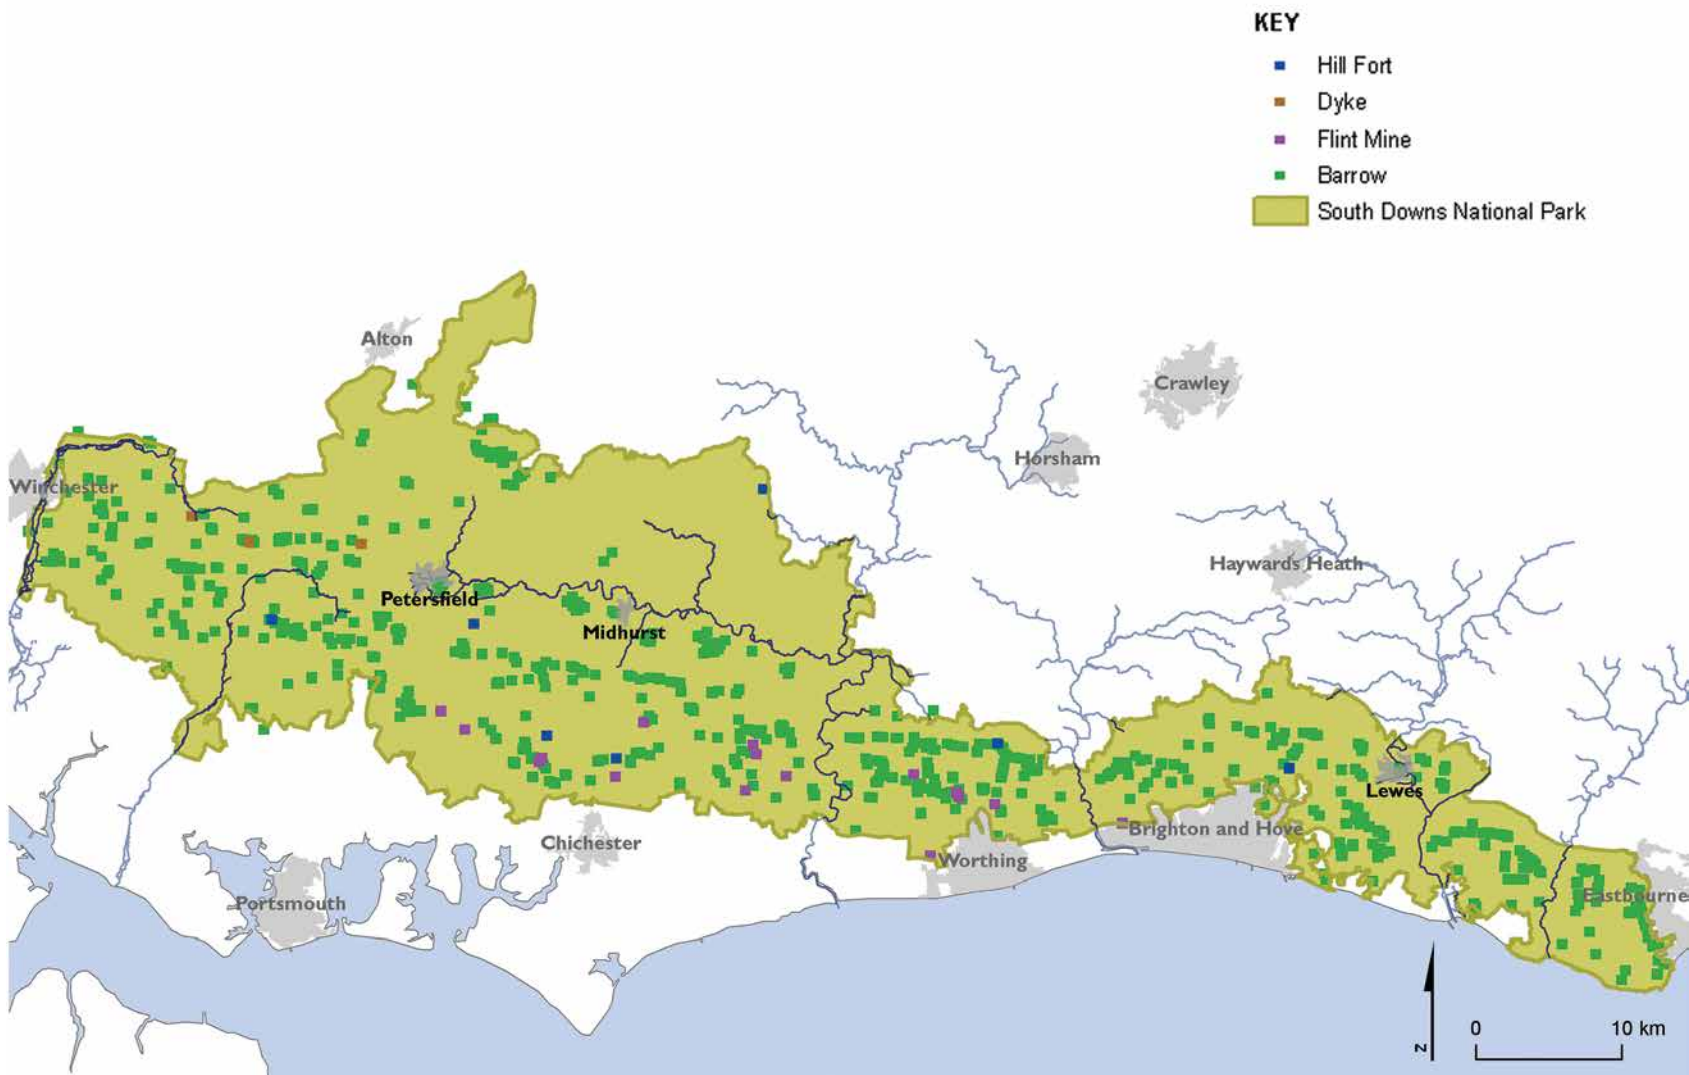 KEY
Hill Fort
Dyke
Flint Mine
Barrow
South Downs National Park
Alton
Crawley
Horsham
Winchester
Haywards Heath
Petersfield
Midhurst
Lewes
Brighton and Hove
Chichester
Worthing
Portsmouth
Eastbourne
0 10 km
N